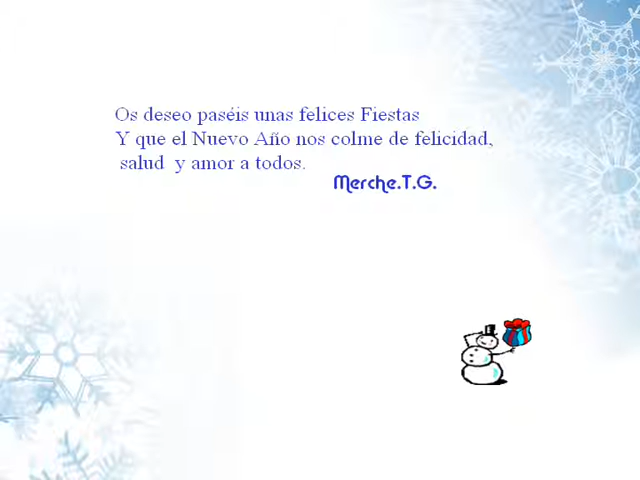 Os deseo paséis unas felices Fiestas
Y que el Nuevo Año nos colme de felicidad,
salud y amor a todos.
Merche.T.G.